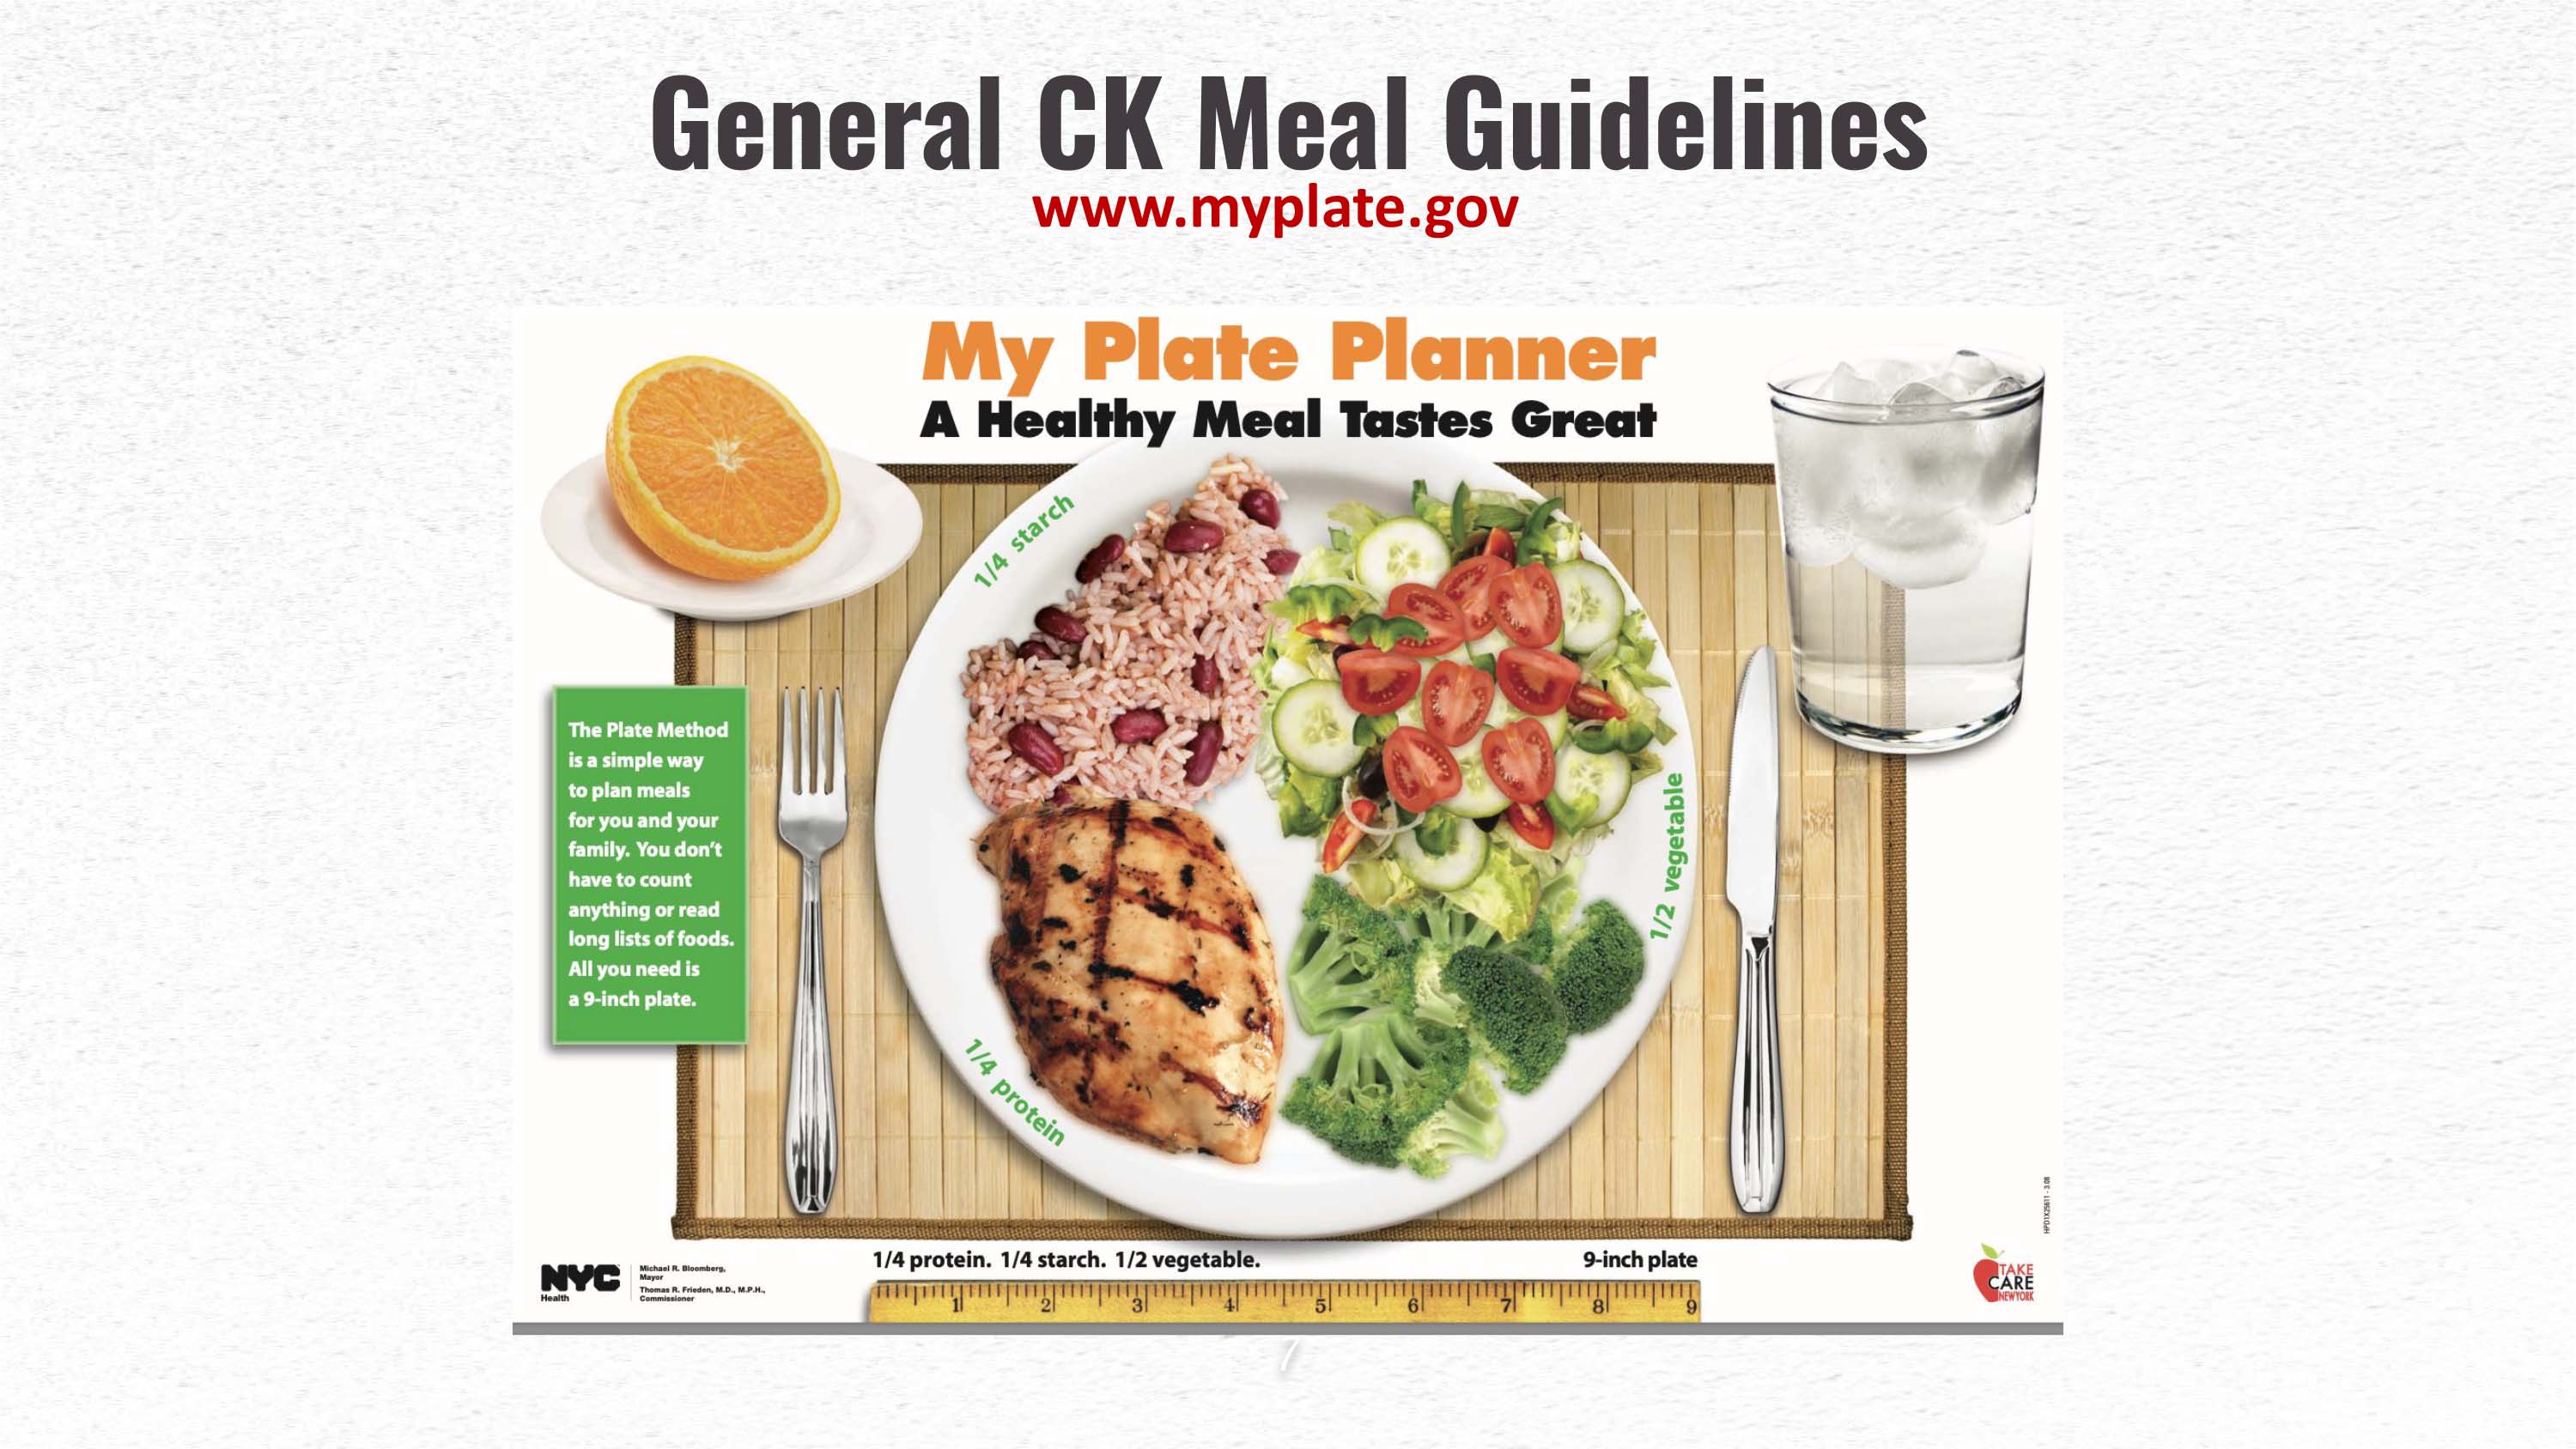 General CK Meal Guidelines
www.myplate.gov
My Plate Planner
A Healthy Meal Tastes Great
1/4 starch
The Plate Method
is a simple way
to plan meals
for you and your
family. You don't
have to count
anything or read
long lists of foods.
All you need is
a 9-inch plate.
1/2 vegetable
1/4 protein
1/4 protein. 1/4 starch. 1/2 vegetable.
9-inch plate
1 2 3 4 5 6 7 8 9
NYC
Health
Michael R. Bloomberg,
Mayor
Thomas R. Frieden, M.D., M.P.H.,
Commissioner
TAKE
CARE
NEW YORK
HPD1X25611 - 3.08
7